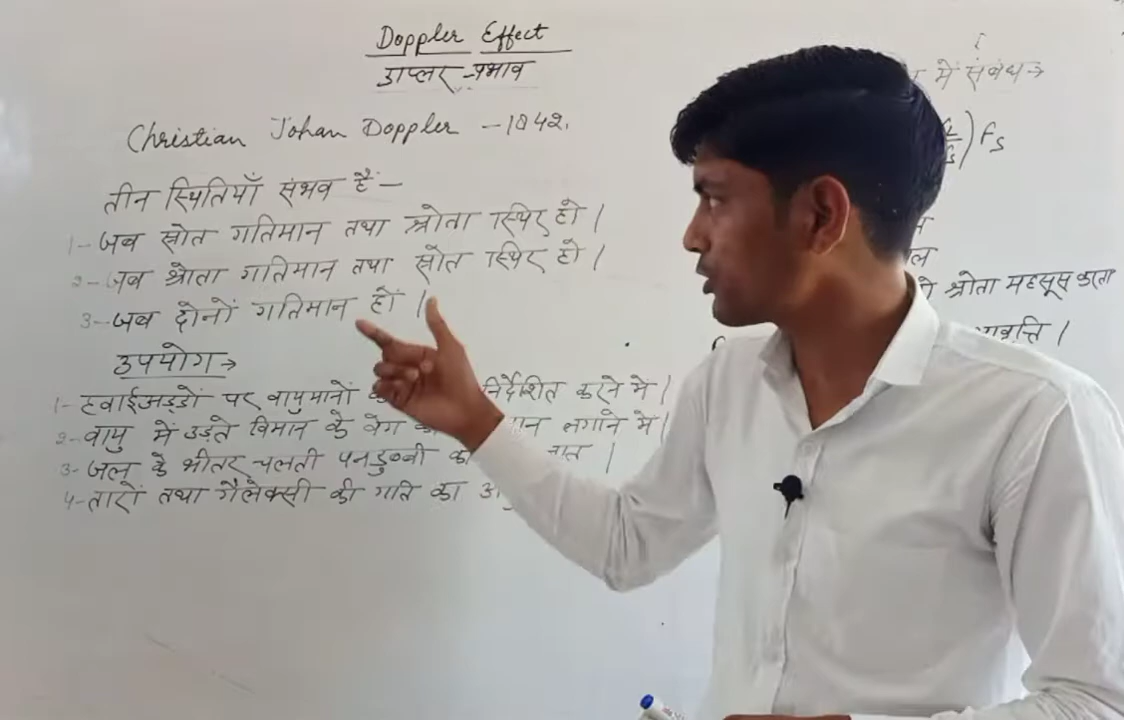 Doppler Effect
डाप्लर-प्रभाव
Christian Johan Doppler - 1842.
तीन स्थितियाँ संभव हैं-
1- जब स्रोत गतिमान तथा श्रोता स्थिर हो ।
2- जब श्रोता गतिमान तथा स्रोत स्थिर हो ।
3- जब दोनों गतिमान हों ।
उपयोग→
1- हवाईअड्डों पर वायुमानों निर्देशित करने में ।
2- वायु में उड़ते विमान के वेग लगाने में ।
3- जल के भीतर चलती पनडुब्बी का ।
4- तारों तथा गैलेक्सी की गति का
में संबंध→
) fs
श्रोता महसूस करता